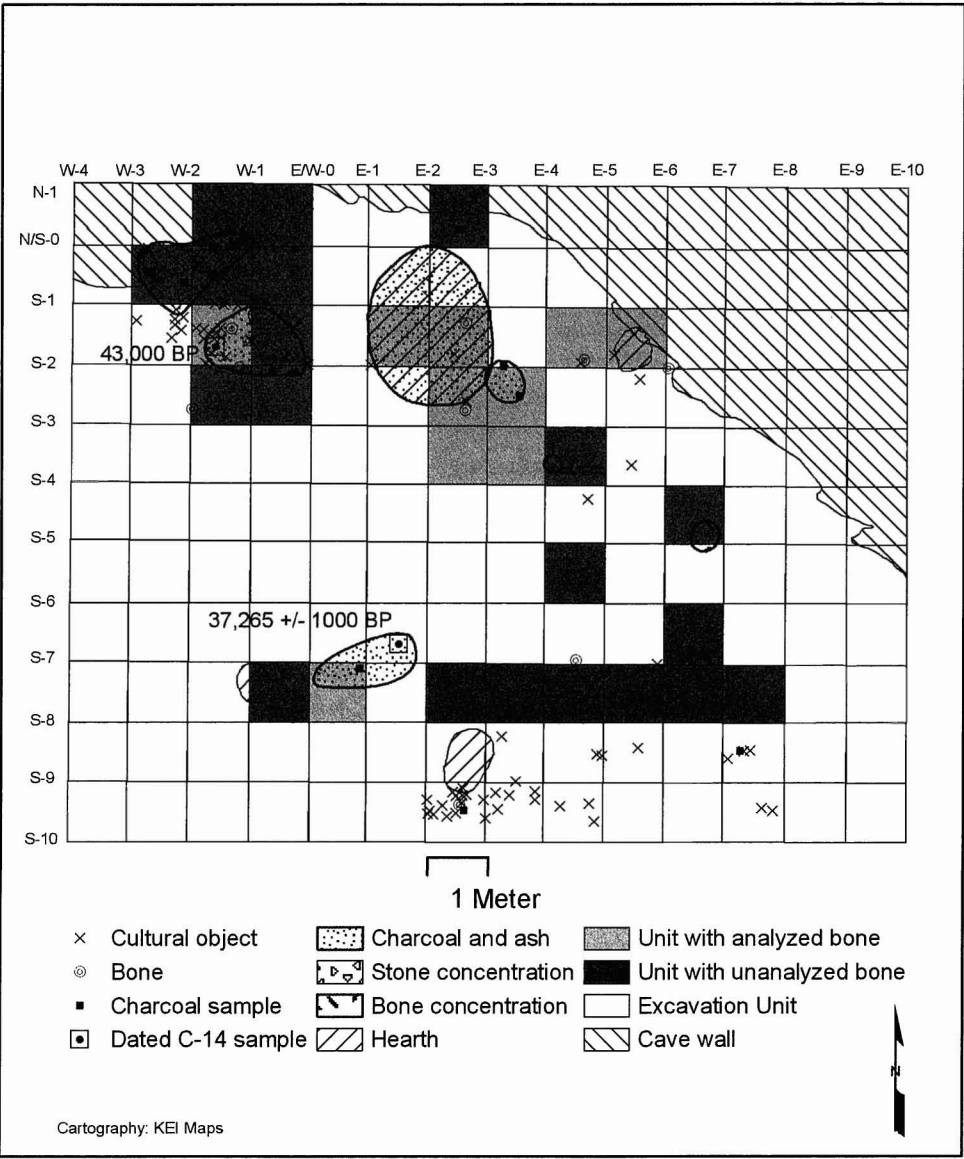 W-4 W-3 W-2 W-1 E/W-0 E-1 E-2 E-3 E-4 E-5 E-6 E-7 E-8 E-9 E-10
N-1
N/S-0
S-1
43,000 BP
S-2
S-3
S-4
S-5
S-6
37,265 +/- 1000 BP
S-7
S-8
S-9
S-10
1 Meter
Cultural object
Charcoal and ash
Unit with analyzed bone
Bone
Stone concentration
Unit with unanalyzed bone
Charcoal sample
Bone concentration
Excavation Unit
Dated C-14 sample
Hearth
Cave wall
N
Cartography: KEI Maps